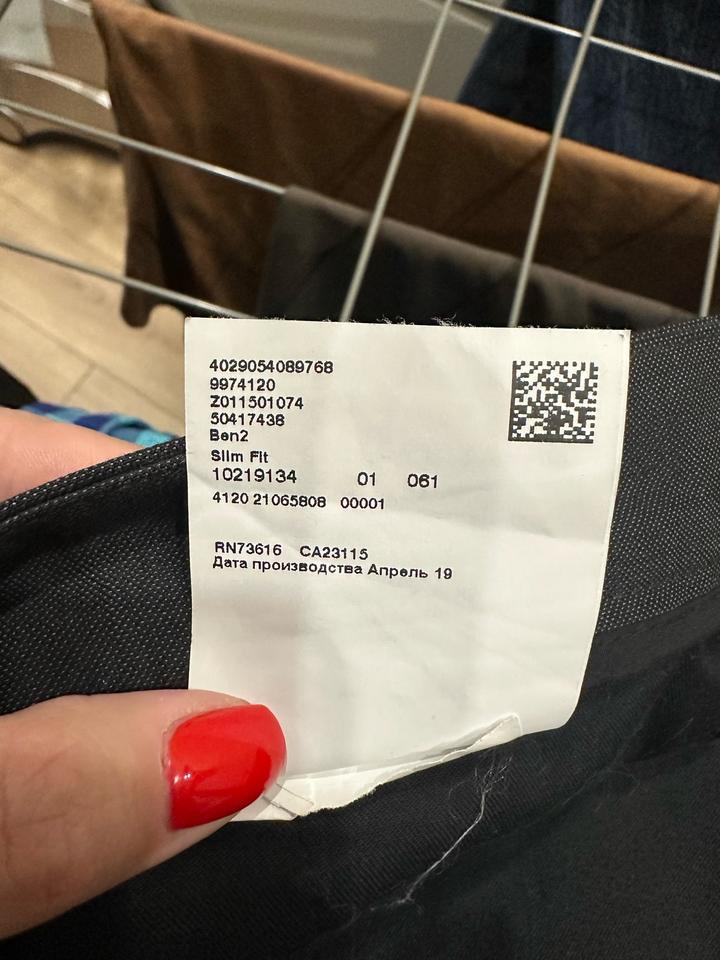 4029054089768
9974120
Z011501074
50417438
Ben2
Slim Fit
10219134 01 061
4120 21065808 00001
RN73616 CA23115
Дата производства Апрель 19